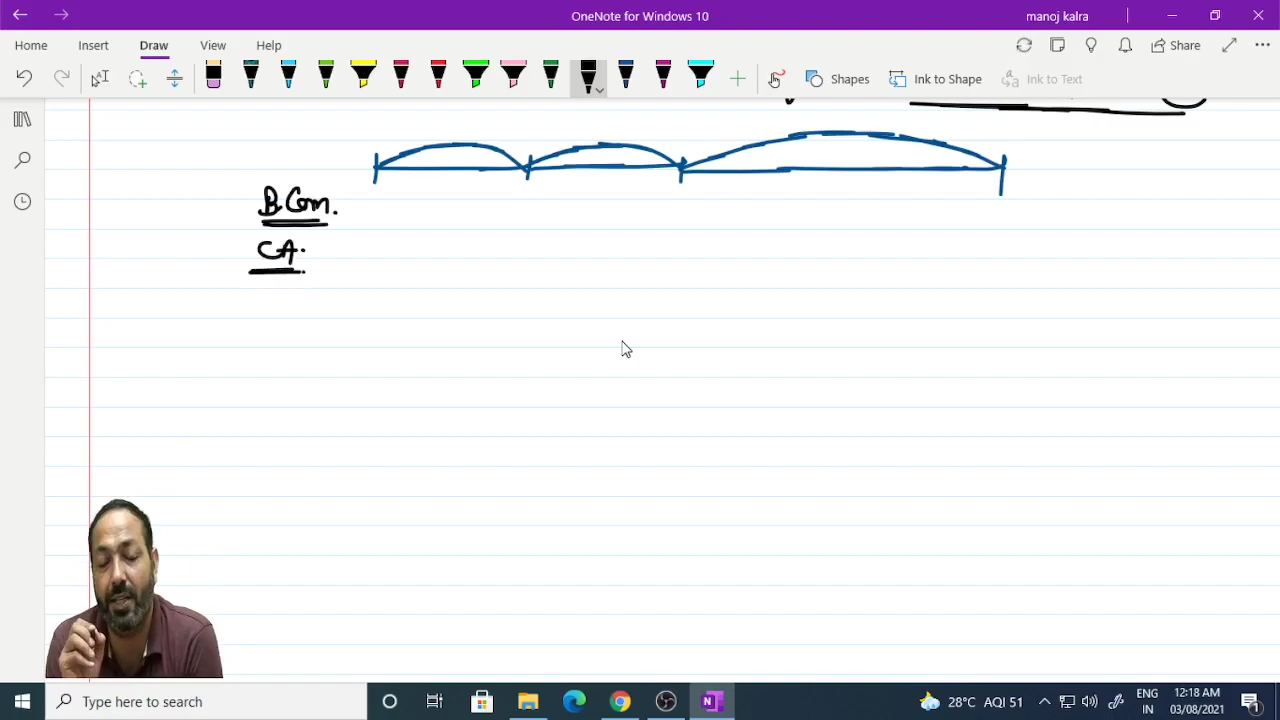 OneNote for Windows 10
manoj kalra
Home Insert Draw View Help
Share
Shapes
Ink to Shape
Ink to Text
B.Com.
CA.
Type here to search
28°C AQI 51
ENG
IN
12:18 AM
03/08/2021
1